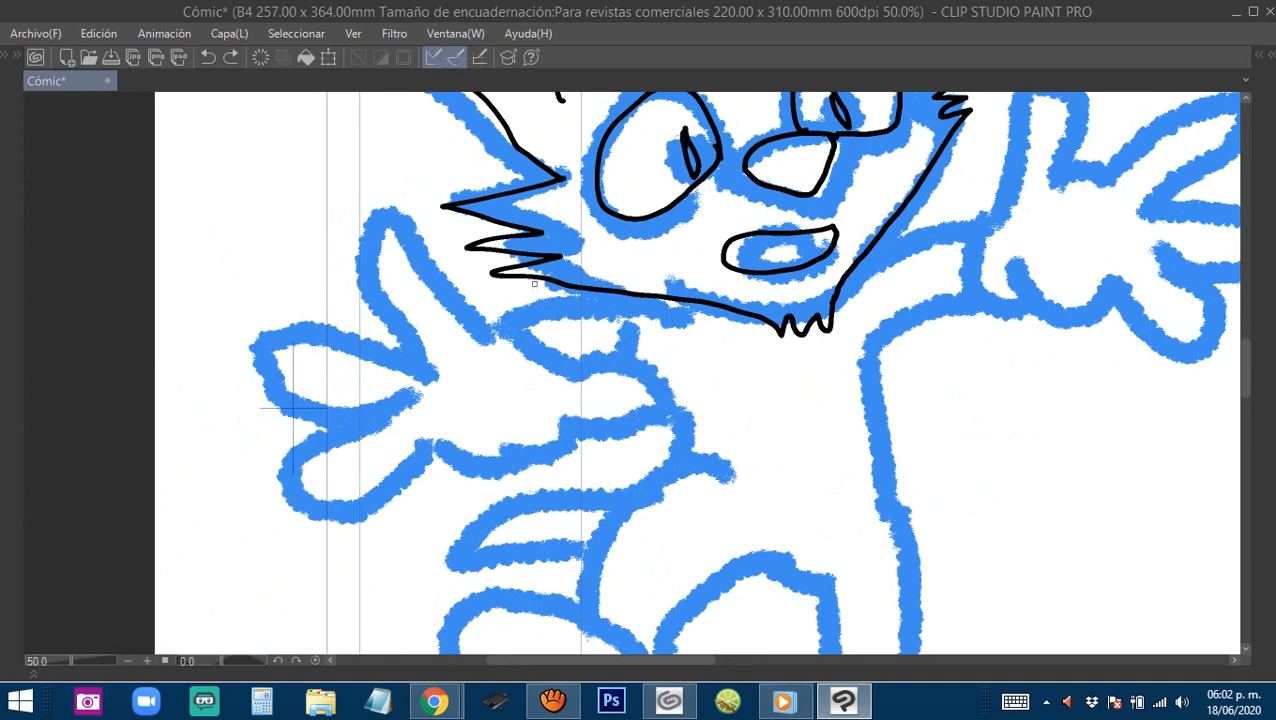 Cómic* (B4 257.00 x 364.00mm Tamaño de encuadernación:Para revistas comerciales 220.00 x 310.00mm 600dpi 50.0%) - CLIP STUDIO PAINT PRO
Archivo(F) Edición Animación Capa(L) Seleccionar Ver Filtro Ventana(W) Ayuda(H)
Cómic*
50.0 0.0
Ps
06:02 p. m.
18/06/2020